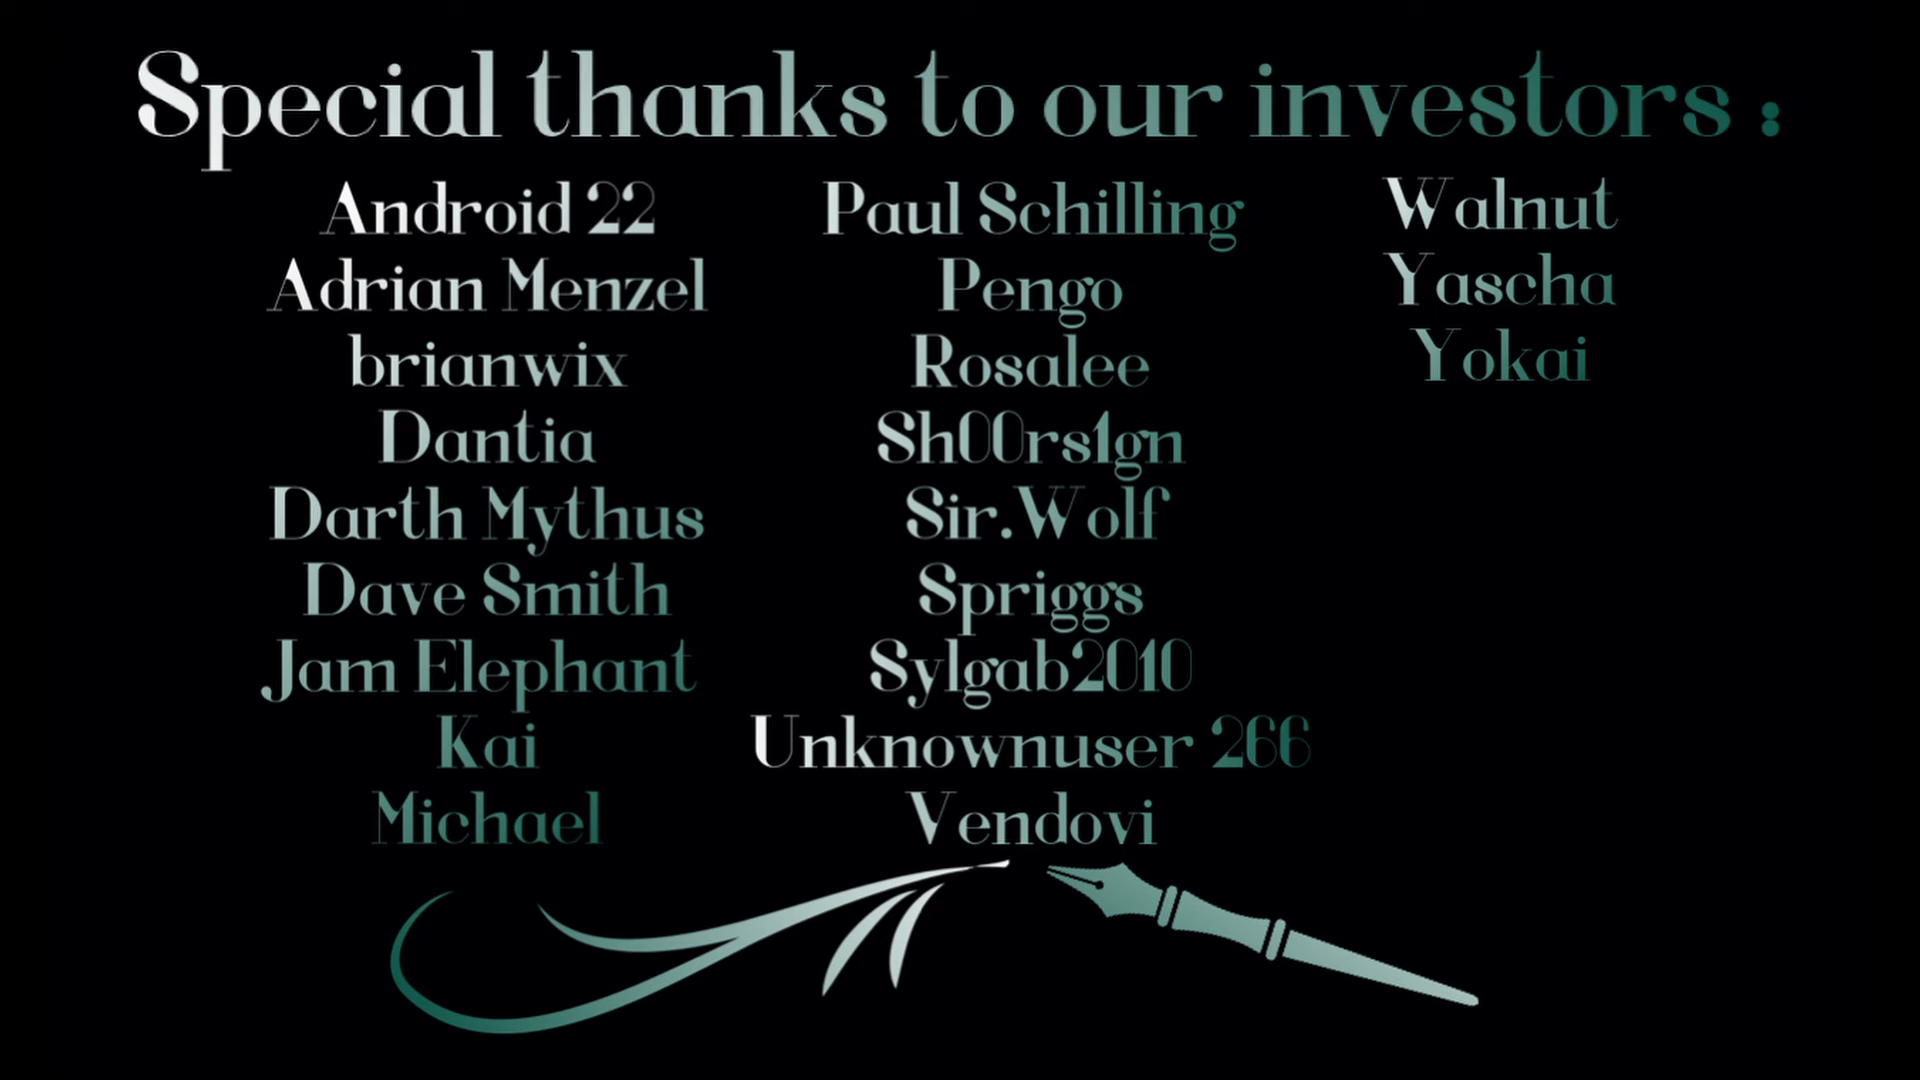 Special thanks to our investors :
Android 22
Adrian Menzel
brianwix
Dantia
Darth Mythus
Dave Smith
Jam Elephant
Kai
Michael
Paul Schilling
Pengo
Rosalee
Sh00rs1gn
Sir.Wolf
Spriggs
Sylgab2010
Unknownuser 266
Vendovi
Walnut
Yascha
Yokai